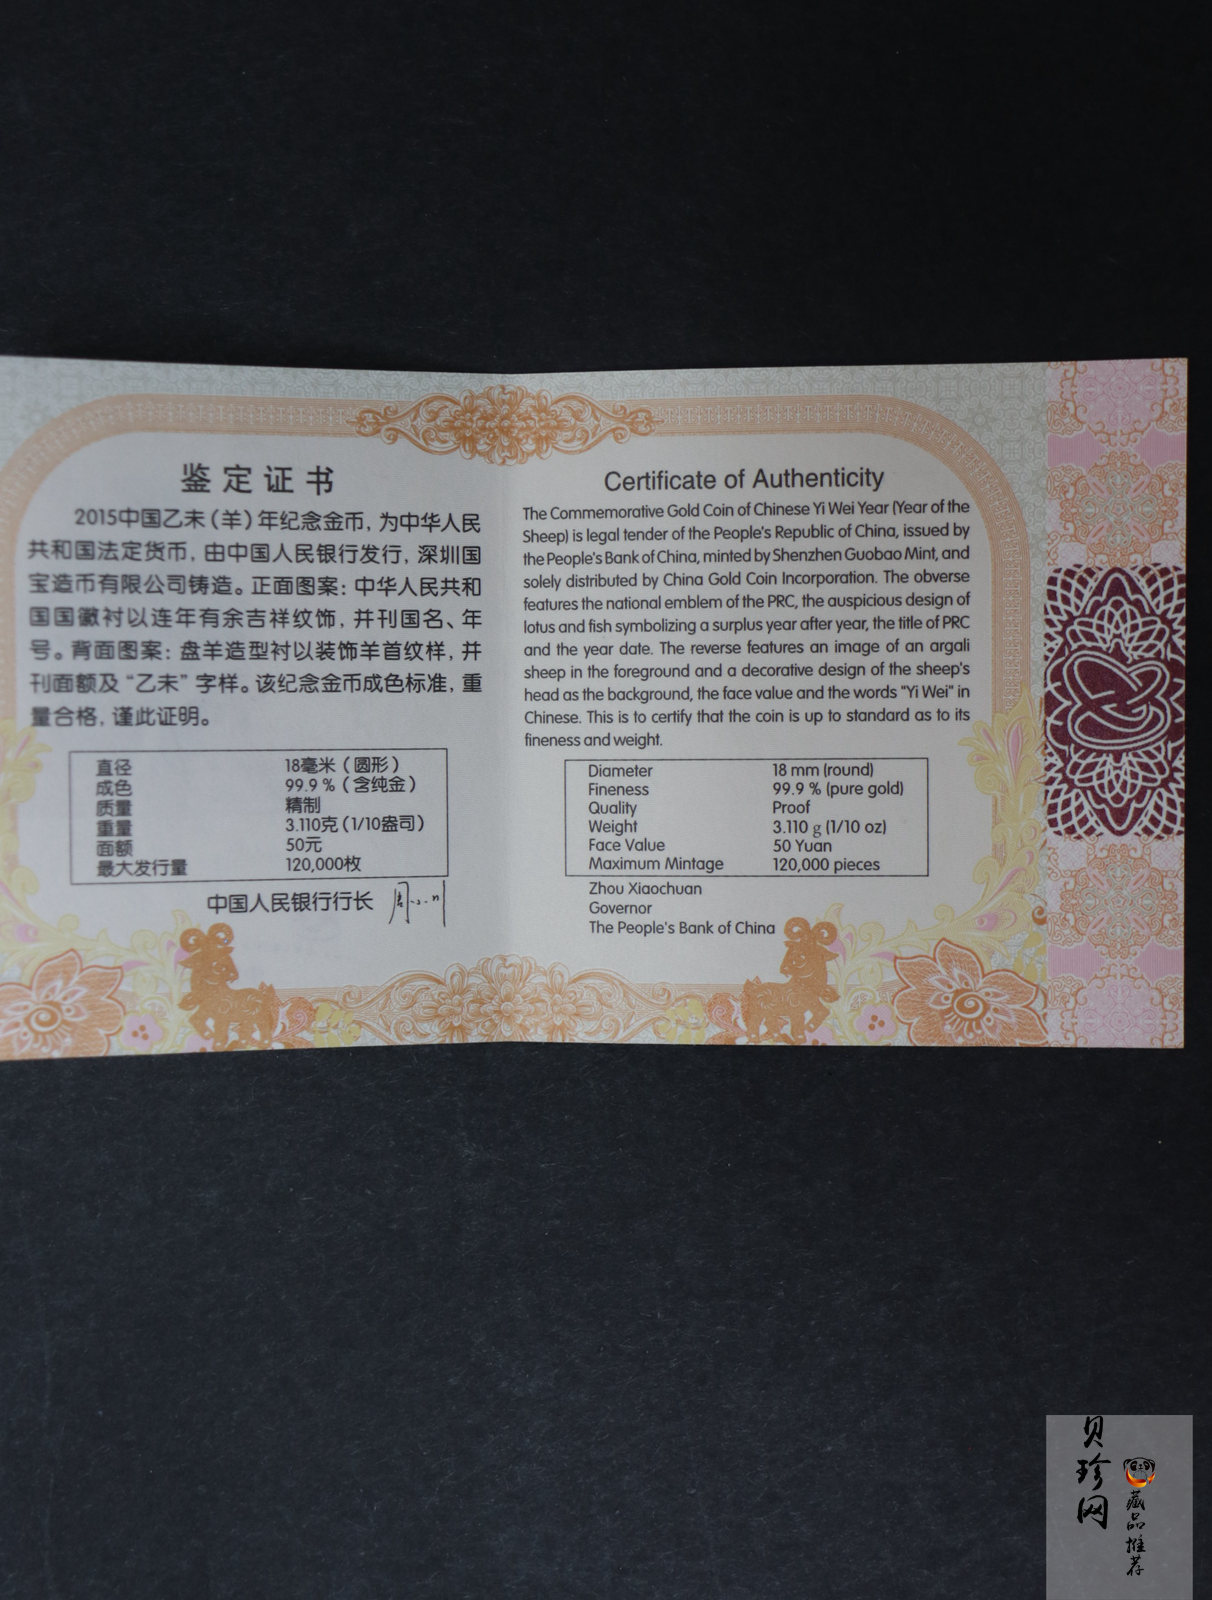 鉴定证书
2015中国乙未（羊）年纪念金币，为中华人民
共和国法定货币，由中国人民银行发行，深圳国
宝造币有限公司铸造。正面图案：中华人民共和
国国徽衬以连年有余吉祥纹饰，并刊国名、年
号。背面图案：盘羊造型衬以装饰羊首纹样，并
刊面额及“乙未”字样。该纪念金币成色标准，重
量合格，谨此证明。
直径 18毫米（圆形）
成色 99.9 %（含纯金）
质量 精制
重量 3.110克（1/10盎司）
面额 50元
最大发行量 120,000枚
中国人民银行行长 周小川
Certificate of Authenticity
The Commemorative Gold Coin of Chinese Yi Wei Year (Year of the
Sheep) is legal tender of the People's Republic of China, issued by
the People's Bank of China, minted by Shenzhen Guobao Mint, and
solely distributed by China Gold Coin Incorporation. The obverse
features the national emblem of the PRC, the auspicious design of
lotus and fish symbolizing a surplus year after year, the title of PRC
and the year date. The reverse features an image of an argali
sheep in the foreground and a decorative design of the sheep's
head as the background, the face value and the words "Yi Wei" in
Chinese. This is to certify that the coin is up to standard as to its
fineness and weight.
Diameter 18 mm (round)
Fineness 99.9 % (pure gold)
Quality Proof
Weight 3.110 g (1/10 oz)
Face Value 50 Yuan
Maximum Mintage 120,000 pieces
Zhou Xiaochuan
Governor
The People's Bank of China
贝珍网
藏品推荐